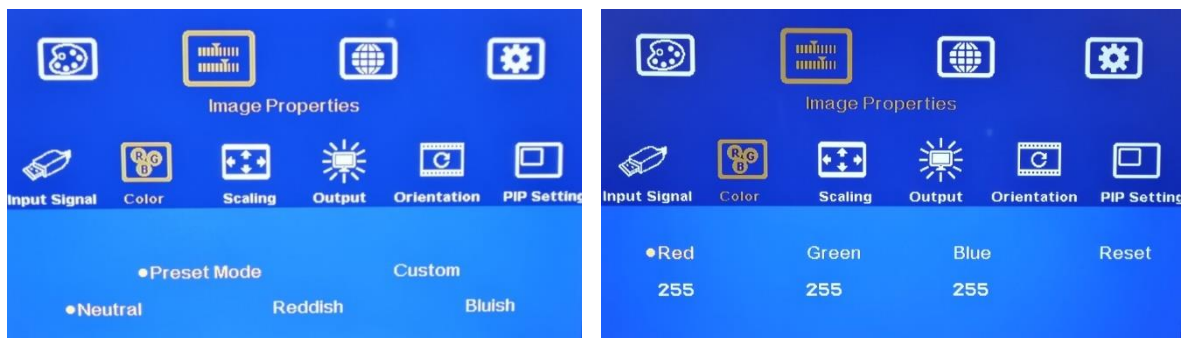 Image Properties
Input Signal Color Scaling Output Orientation PIP Setting
R G
B
●Preset Mode Custom
●Neutral Reddish Bluish
Image Properties
Input Signal Color Scaling Output Orientation PIP Setting
R G
B
●Red Green Blue Reset
255 255 255